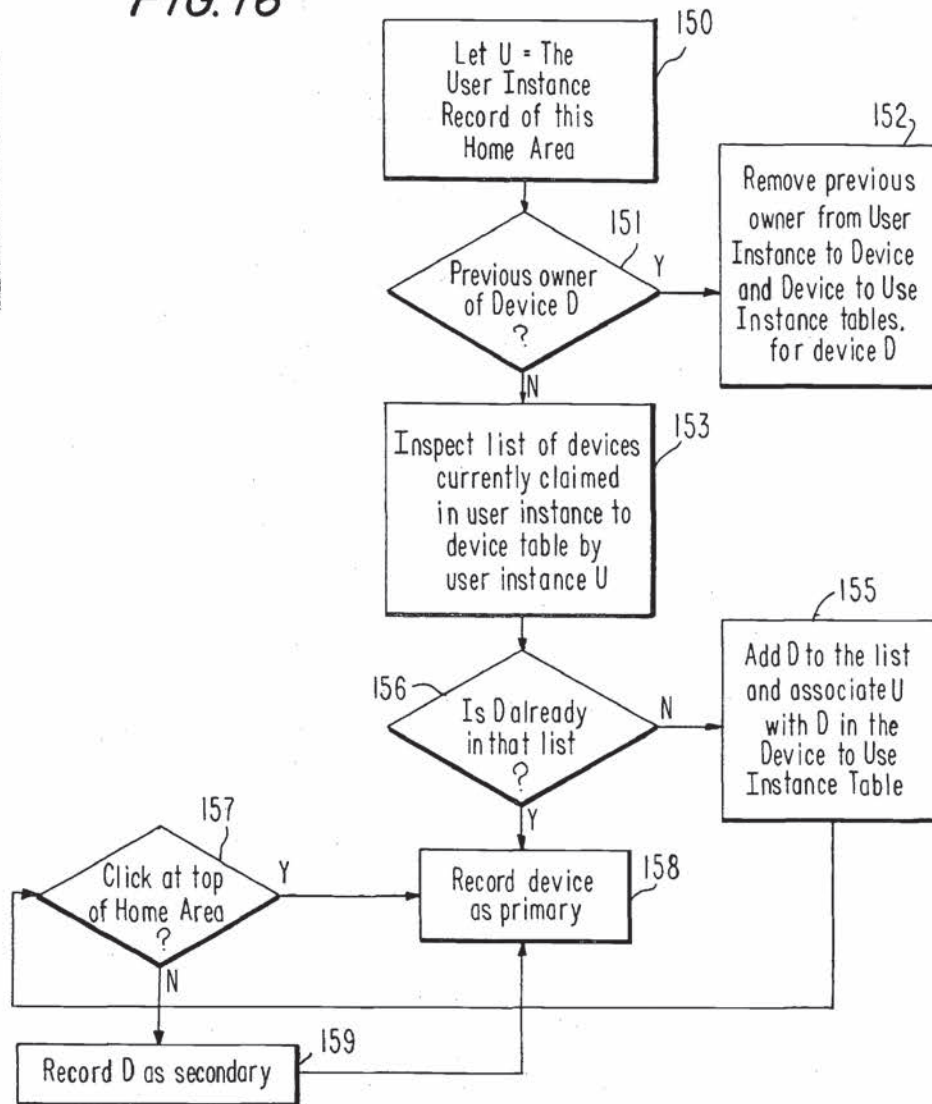 FIG. 16
150
Let U = The
User Instance
Record of this
Home Area
152
Remove previous
owner from User
Instance to Device
and Device to Use
Instance tables.
for device D
151
Previous owner
of Device D
?
Y
N
153
Inspect list of devices
currently claimed
in user instance to
device table by
user instance U
155
Add D to the list
and associate U
with D in the
Device to Use
Instance Table
156
Is D already
in that list
?
N
Y
157
Click at top
of Home Area
?
Y
N
158
Record device
as primary
159
Record D as secondary